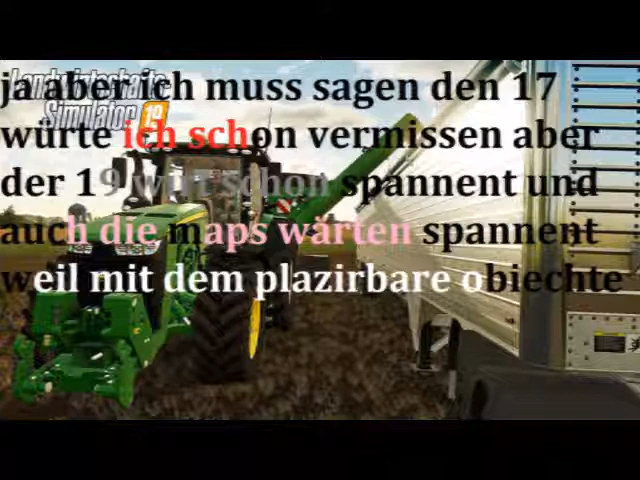 Landwirtschafts
Simulator 19
ja aber ich muss sagen den 17
würte ich schon vermissen aber
der 19 wirt schon spannent und
auch die maps wärten spannent
weil mit dem plazirbare obiechte